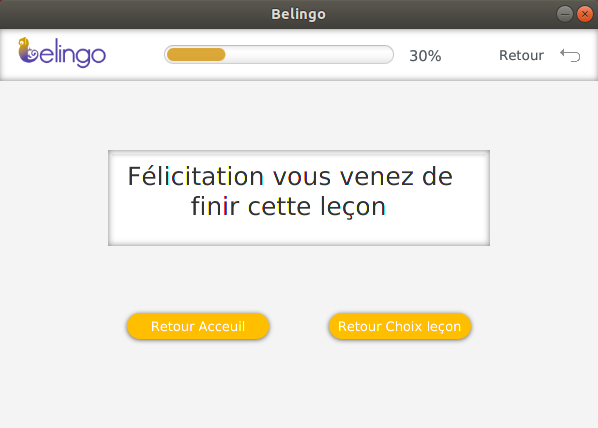 Belingo
Belingo
30%
Retour
Félicitation vous venez de
finir cette leçon
Retour Acceuil
Retour Choix leçon